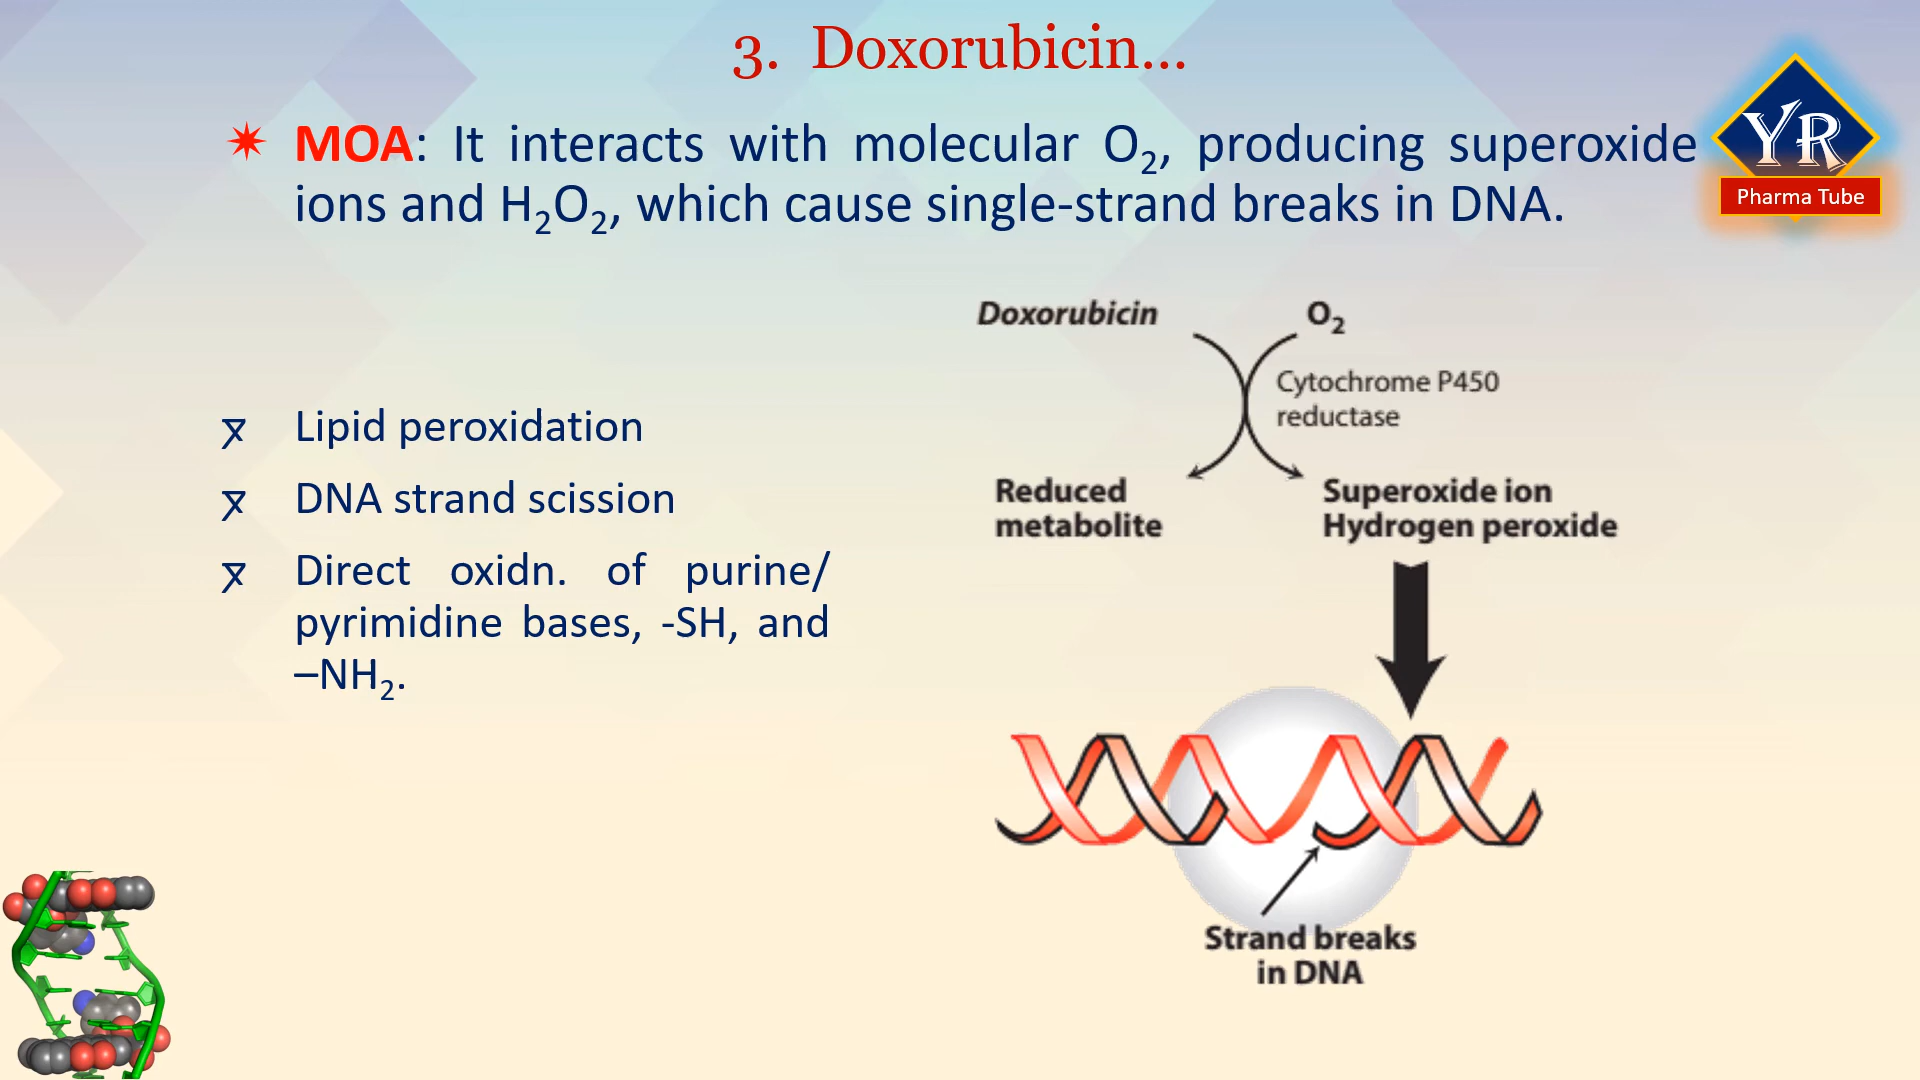 3. Doxorubicin...
✷ MOA: It interacts with molecular O₂, producing superoxide
ions and H₂O₂, which cause single-strand breaks in DNA.
YR
Pharma Tube
Lipid peroxidation
DNA strand scission
Direct oxidn. of purine/
pyrimidine bases, -SH, and
–NH₂.
Doxorubicin
O₂
Cytochrome P450
reductase
Reduced
metabolite
Superoxide ion
Hydrogen peroxide
Strand breaks
in DNA